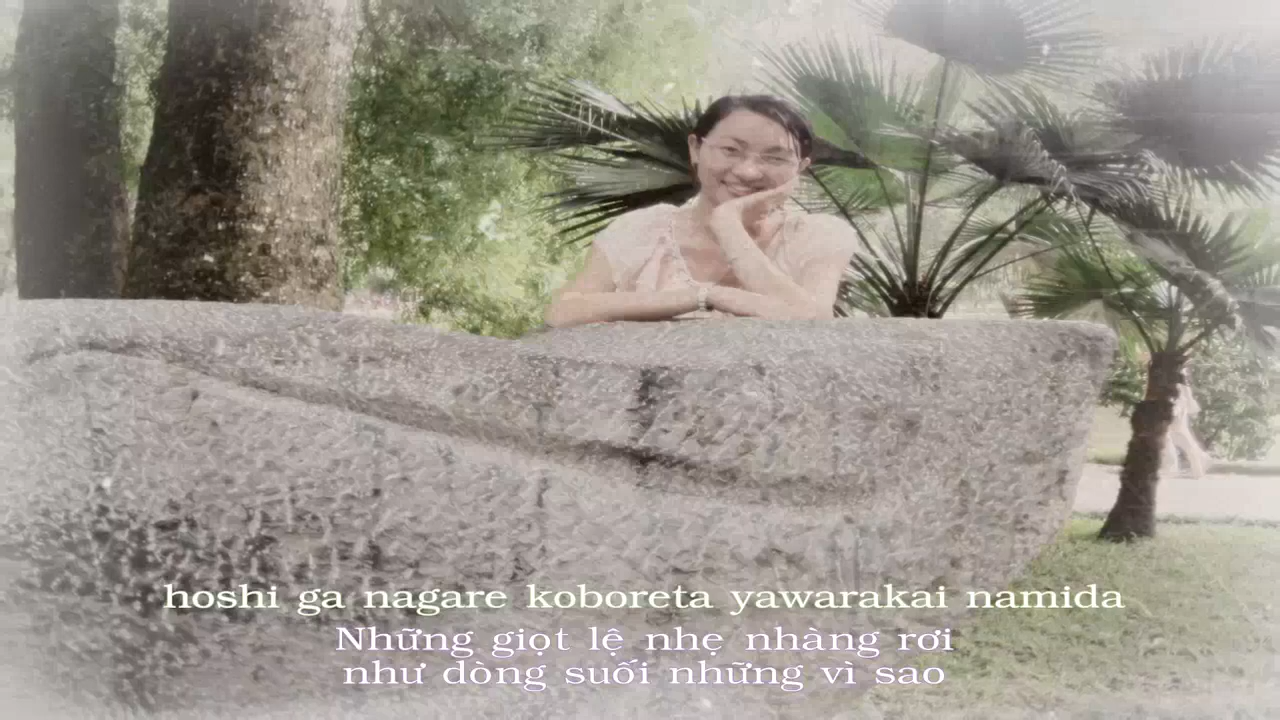 hoshi ga nagare koboreta yawarakai namida
Những giọt lệ nhẹ nhàng rơi
như dòng suối những vì sao